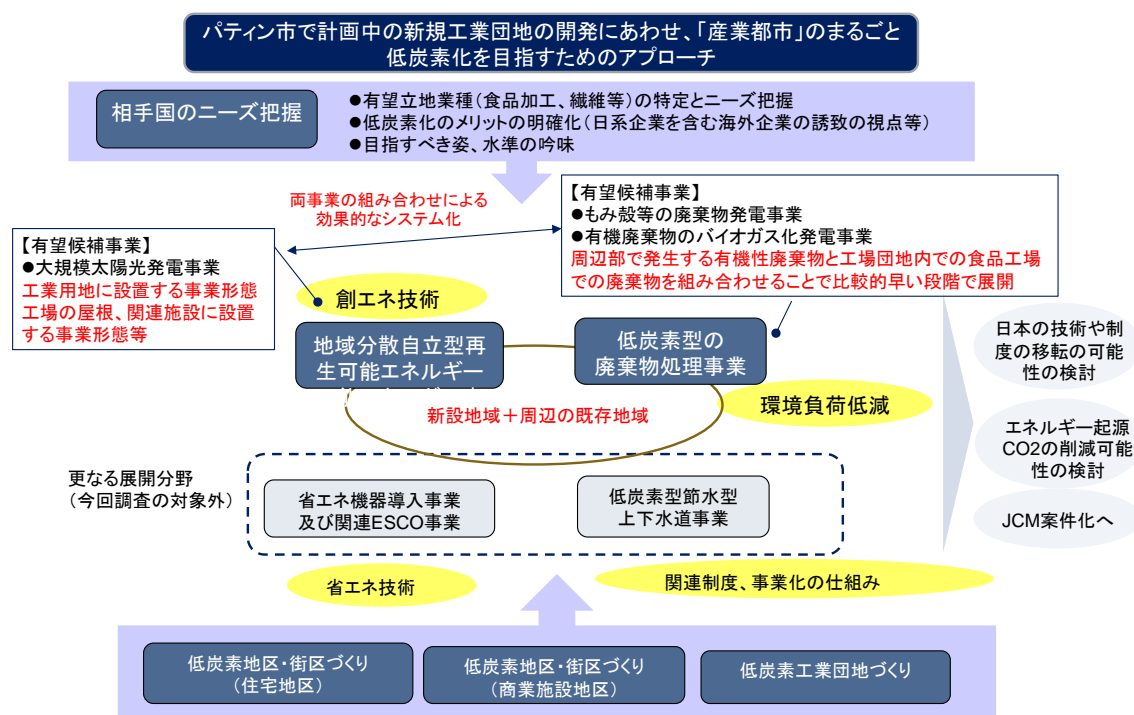 パティン市で計画中の新規工業団地の開発にあわせ、「産業都市」のまるごと
低炭素化を目指すためのアプローチ
相手国のニーズ把握
●有望立地業種(食品加工、繊維等)の特定とニーズ把握
●低炭素化のメリットの明確化(日系企業を含む海外企業の誘致の視点等)
●目指すべき姿、水準の吟味
両事業の組み合わせによる
効果的なシステム化
【有望候補事業】
●もみ殻等の廃棄物発電事業
●有機廃棄物のバイオガス化発電事業
周辺部で発生する有機性廃棄物と工場団地内での食品工場
での廃棄物を組み合わせることで比較的早い段階で展開
【有望候補事業】
●大規模太陽光発電事業
工業用地に設置する事業形態
工場の屋根、関連施設に設置
する事業形態等
創エネ技術
地域分散自立型再
生可能エネルギー
低炭素型の
廃棄物処理事業
環境負荷低減
新設地域+周辺の既存地域
日本の技術や制
度の移転の可能
性の検討
エネルギー起源
CO2の削減可能
性の検討
JCM案件化へ
更なる展開分野
(今回調査の対象外)
省エネ機器導入事業
及び関連ESCO事業
低炭素型節水型
上下水道事業
省エネ技術
関連制度、事業化の仕組み
低炭素地区・街区づくり
(住宅地区)
低炭素地区・街区づくり
(商業施設地区)
低炭素工業団地づくり